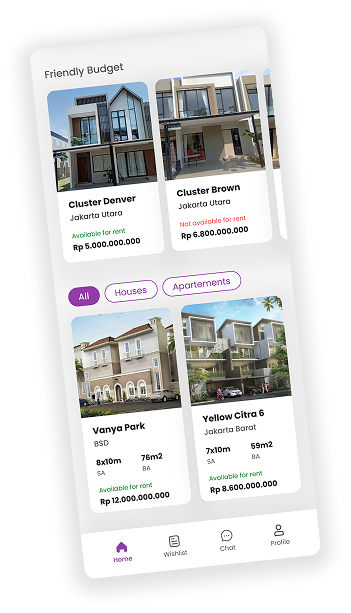 Friendly Budget
Cluster Denver
Jakarta Utara
Available for rent
Rp 5.000.000.000
Cluster Brown
Jakarta Utara
Not available for rent
Rp 6.800.000.000
All
Houses
Apartements
Vanya Park
BSD
8x10m
76m2
SA
BA
Available for rent
Rp 12.000.000.000
Yellow Citra 6
Jakarta Barat
7x10m
59m2
SA
BA
Available for rent
Rp 8.600.000.000
Home
Wishlist
Chat
Profile